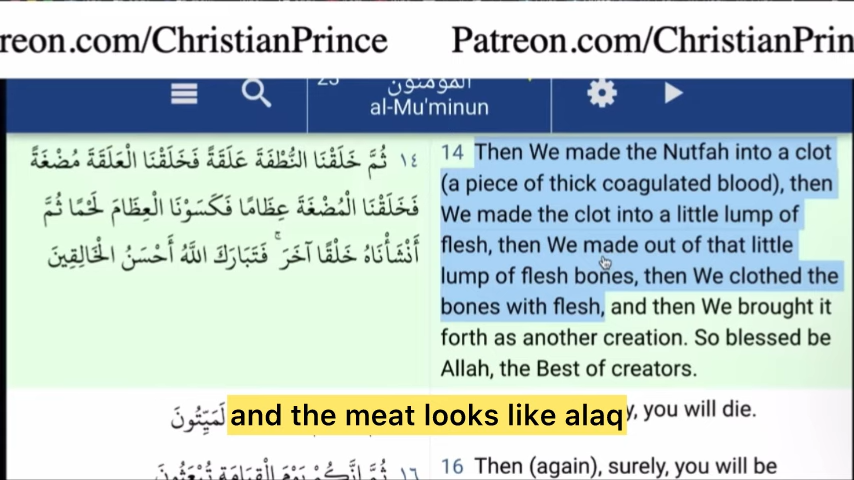 reon.com/ChristianPrince Patreon.com/ChristianPrin
المؤمنون
al-Mu'minun
١٤ ثُمَّ خَلَقْنَا النُّطْفَةَ عَلَقَةً فَخَلَقْنَا الْعَلَقَةَ مُضْغَةً
فَخَلَقْنَا الْمُضْغَةَ عِظَامًا فَكَسَوْنَا الْعِظَامَ لَحْمًا ثُمَّ
أَنْشَأْنَاهُ خَلْقًا آخَرَ ۚ فَتَبَارَكَ اللَّهُ أَحْسَنُ الْخَالِقِينَ
14 Then We made the Nutfah into a clot
(a piece of thick coagulated blood), then
We made the clot into a little lump of
flesh, then We made out of that little
lump of flesh bones, then We clothed the
bones with flesh, and then We brought it
forth as another creation. So blessed be
Allah, the Best of creators.
لَمَيِّتُونَ
and the meat looks like alaq
y, you will die.
١٦ ثُمَّ إِنَّكُمْ يَوْمَ الْقِيَامَةِ تُبْعَثُونَ
16 Then (again), surely, you will be